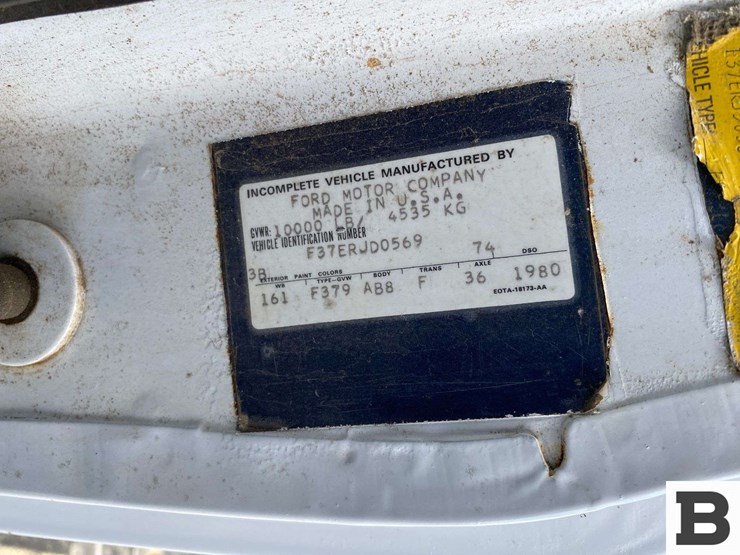 INCOMPLETE VEHICLE MANUFACTURED BY
FORD MOTOR COMPANY
MADE IN U.S.A.
GVWR: 10000 LB/ 4535 KG
VEHICLE IDENTIFICATION NUMBER
F37ERJD0569
3B 74
EXTERIOR PAINT COLORS DSO
WB TYPE-GVW BODY TRANS AXLE
161 F379 AB8 F 36 1980
EOTA-18173-AA
VEHICLE TYPE
B